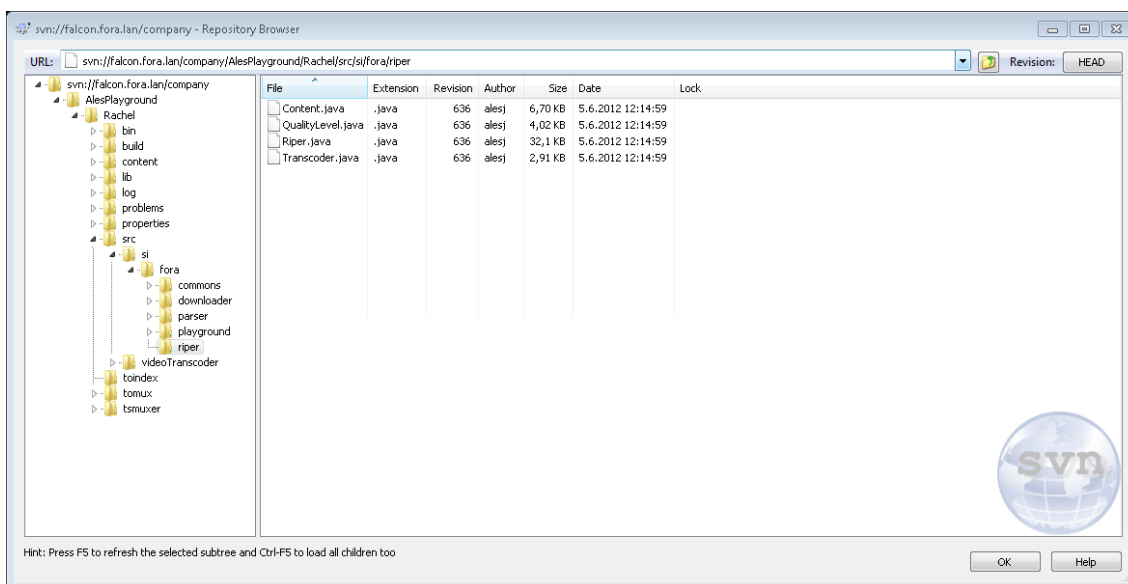 svn://falcon.fora.lan/company - Repository Browser
URL: svn://falcon.fora.lan/company/AlesPlayground/Rachel/src/si/fora/riper Revision: HEAD
svn://falcon.fora.lan/company
AlesPlayground
Rachel
bin
build
content
lib
log
problems
properties
src
si
fora
commons
downloader
parser
playground
riper
videoTranscoder
toindex
tomux
tsmuxer
File Extension Revision Author Size Date Lock
Content.java .java 636 alesj 6,70 KB 5.6.2012 12:14:59
QualityLevel.java .java 636 alesj 4,02 KB 5.6.2012 12:14:59
Riper.java .java 636 alesj 32,1 KB 5.6.2012 12:14:59
Transcoder.java .java 636 alesj 2,91 KB 5.6.2012 12:14:59
svn
Hint: Press F5 to refresh the selected subtree and Ctrl-F5 to load all children too
OK Help